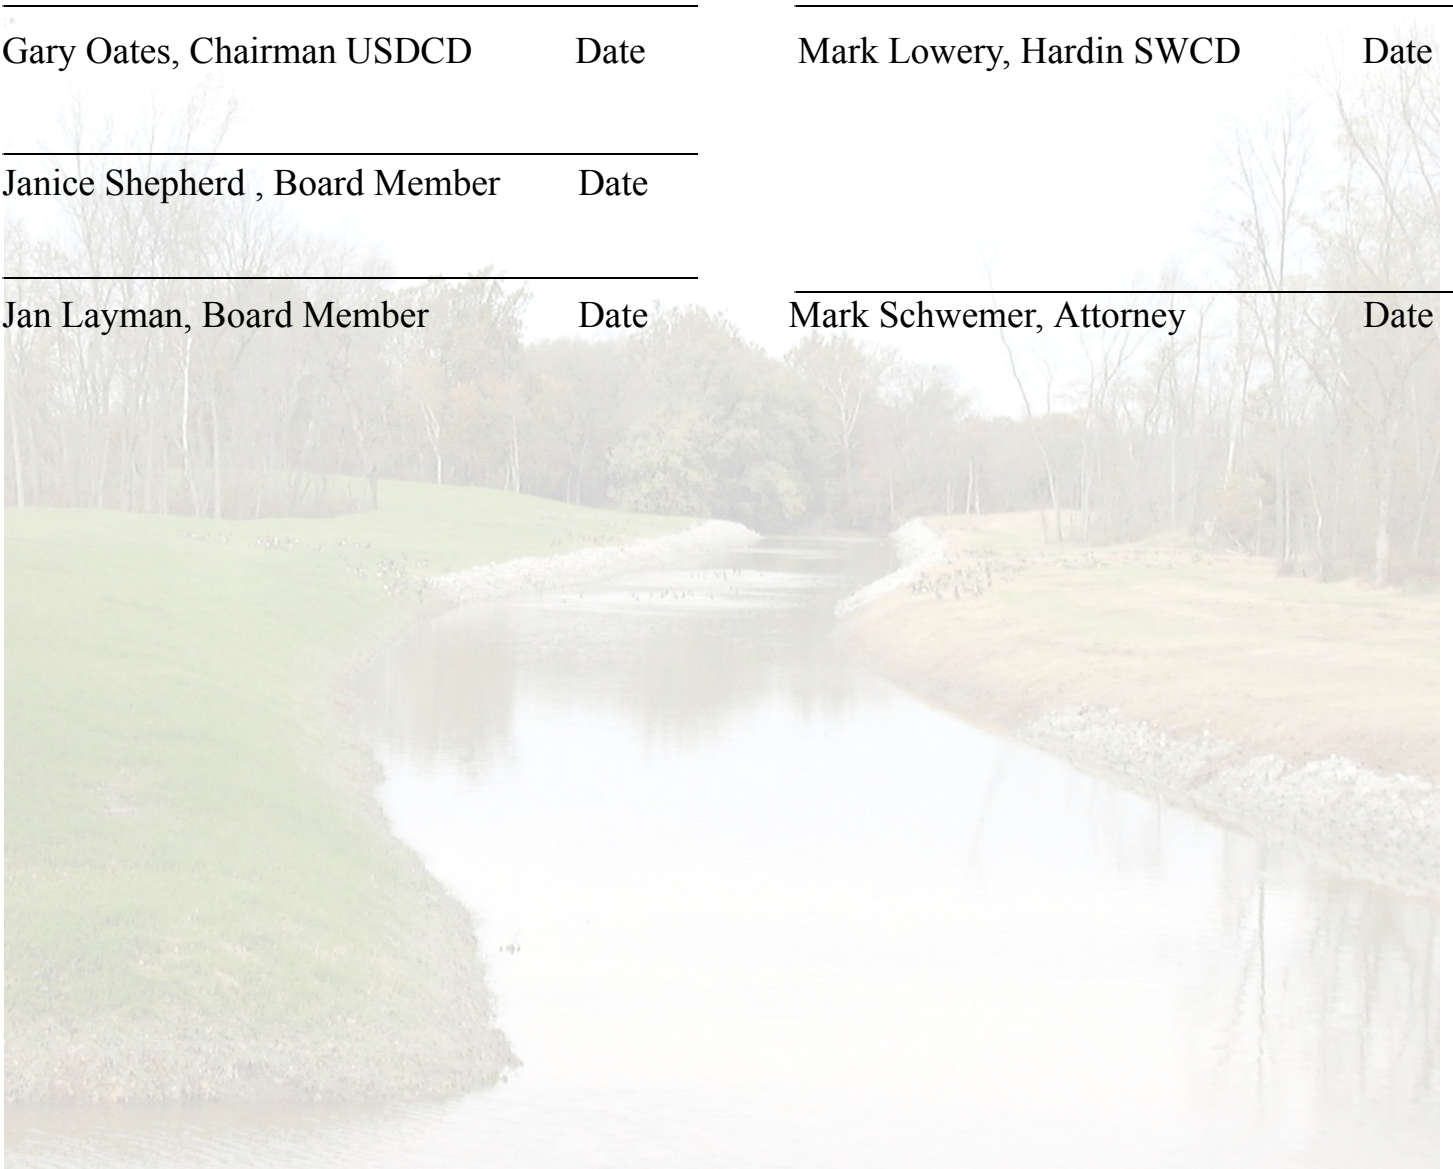 Gary Oates, Chairman USDCD Date Mark Lowery, Hardin SWCD Date
Janice Shepherd , Board Member Date
Jan Layman, Board Member Date Mark Schwemer, Attorney Date